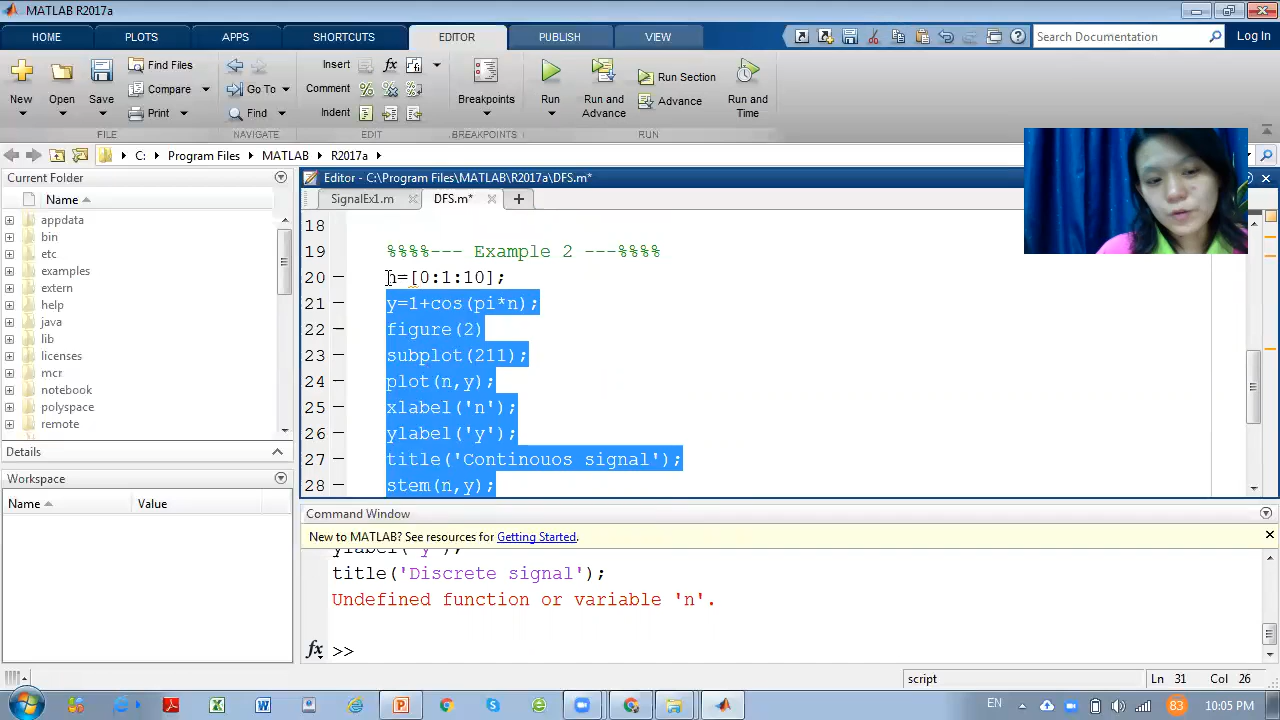 MATLAB R2017a
HOME PLOTS APPS SHORTCUTS EDITOR PUBLISH VIEW Search Documentation Log In
New Open Save Find Files Compare Print
Go To Find
Insert fx Comment Indent
Breakpoints Run Run and Advance Run Section Advance Run and Time
FILE NAVIGATE EDIT BREAKPOINTS RUN
C: Program Files MATLAB R2017a
Current Folder
Name
appdata
bin
etc
examples
extern
help
java
lib
licenses
mcr
notebook
polyspace
remote
Details
Workspace
Name Value
Editor - C:\Program Files\MATLAB\R2017a\DFS.m*
SignalEx1.m DFS.m*
18
19 %%%%--- Example 2 ---%%%%
20 n=[0:1:10];
21 y=1+cos(pi*n);
22 figure(2)
23 subplot(211);
24 plot(n,y);
25 xlabel('n');
26 ylabel('y');
27 title('Continouos signal');
28 stem(n,y);
Command Window
New to MATLAB? See resources for Getting Started.
ylabel('y');
title('Discrete signal');
Undefined function or variable 'n'.
fx >>
script Ln 31 Col 26
EN 83 10:05 PM